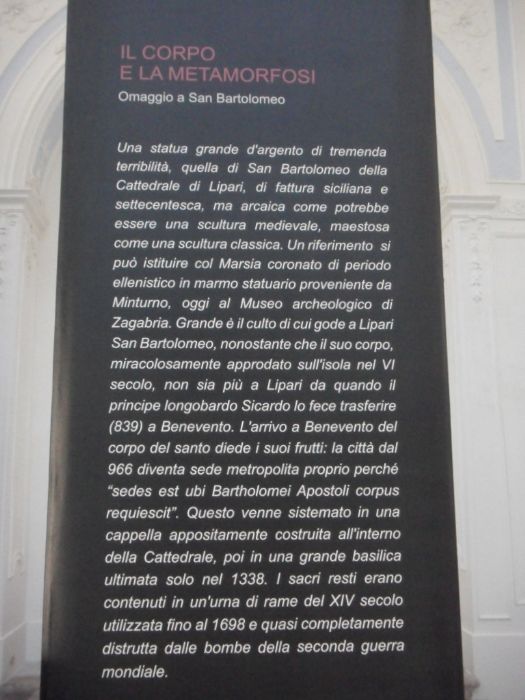 IL CORPO
E LA METAMORFOSI
Omaggio a San Bartolomeo
Una statua grande d'argento di tremenda
terribilità, quella di San Bartolomeo della
Cattedrale di Lipari, di fattura siciliana e
settecentesca, ma arcaica come potrebbe
essere una scultura medievale, maestosa
come una scultura classica. Un riferimento si
può istituire col Marsia coronato di periodo
ellenistico in marmo statuario proveniente da
Minturno, oggi al Museo archeologico di
Zagabria. Grande è il culto di cui gode a Lipari
San Bartolomeo, nonostante che il suo corpo,
miracolosamente approdato sull'isola nel VI
secolo, non sia più a Lipari da quando il
principe longobardo Sicardo lo fece trasferire
(839) a Benevento. L'arrivo a Benevento del
corpo del santo diede i suoi frutti: la città dal
966 diventa sede metropolita proprio perché
“sedes est ubi Bartholomei Apostoli corpus
requiescit”. Questo venne sistemato in una
cappella appositamente costruita all'interno
della Cattedrale, poi in una grande basilica
ultimata solo nel 1338. I sacri resti erano
contenuti in un'urna di rame del XIV secolo
utilizzata fino al 1698 e quasi completamente
distrutta dalle bombe della seconda guerra
mondiale.